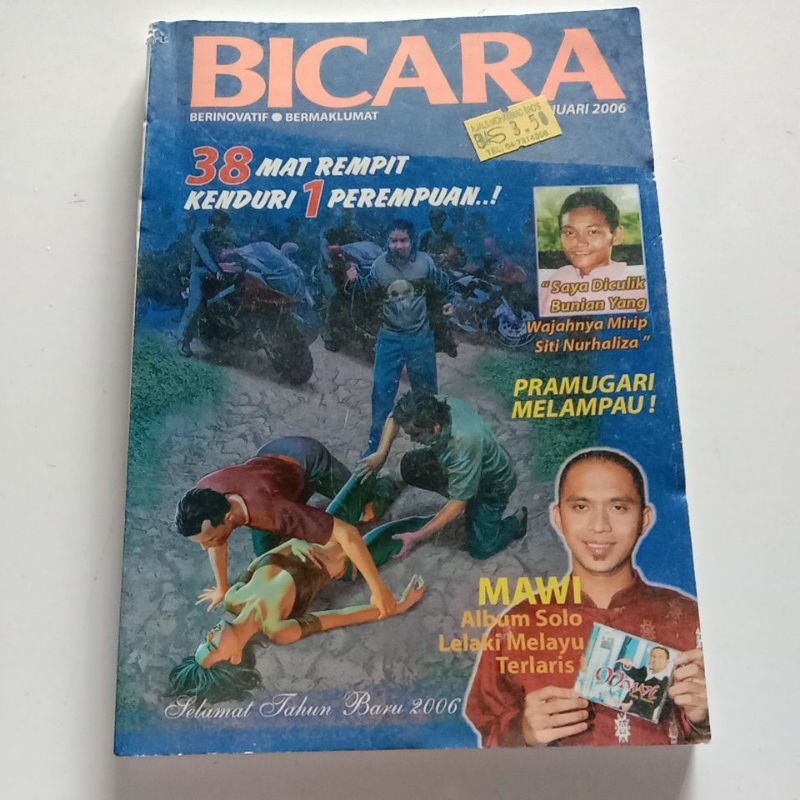 BICARA
BERINOVATIF ● BERMAKLUMAT
UARI 2006
3.50
38 MAT REMPIT
KENDURI 1 PEREMPUAN..!
" Saya Diculik
Bunian Yang
Wajahnya Mirip
Siti Nurhaliza "
PRAMUGARI
MELAMPAU !
MAWI
Album Solo
Lelaki Melayu
Terlaris !
Selamat Tahun Baru 2006